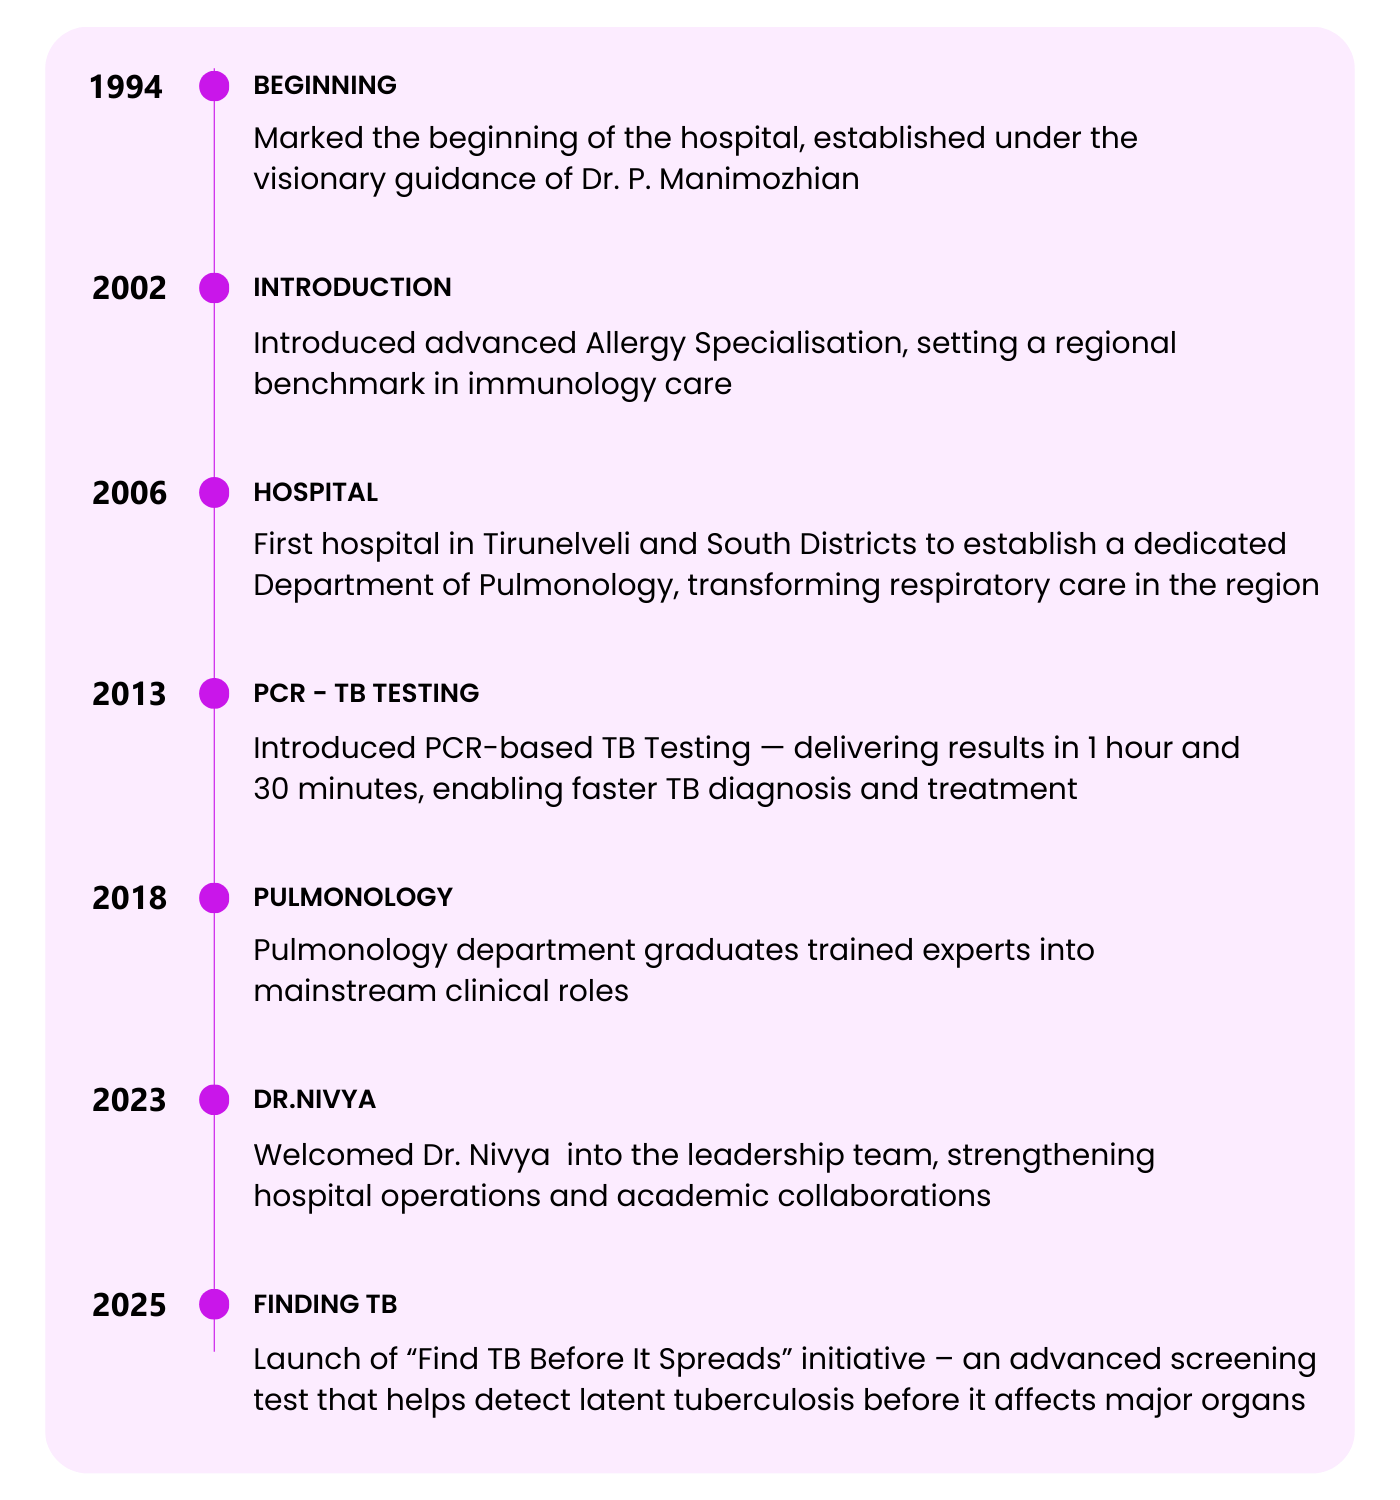 1994
BEGINNING
Marked the beginning of the hospital, established under the
visionary guidance of Dr. P. Manimozhian
2002
INTRODUCTION
Introduced advanced Allergy Specialisation, setting a regional
benchmark in immunology care
2006
HOSPITAL
First hospital in Tirunelveli and South Districts to establish a dedicated
Department of Pulmonology, transforming respiratory care in the region
2013
PCR - TB TESTING
Introduced PCR-based TB Testing — delivering results in 1 hour and
30 minutes, enabling faster TB diagnosis and treatment
2018
PULMONOLOGY
Pulmonology department graduates trained experts into
mainstream clinical roles
2023
DR.NIVYA
Welcomed Dr. Nivya  into the leadership team, strengthening
hospital operations and academic collaborations
2025
FINDING TB
Launch of “Find TB Before It Spreads” initiative – an advanced screening
test that helps detect latent tuberculosis before it affects major organs